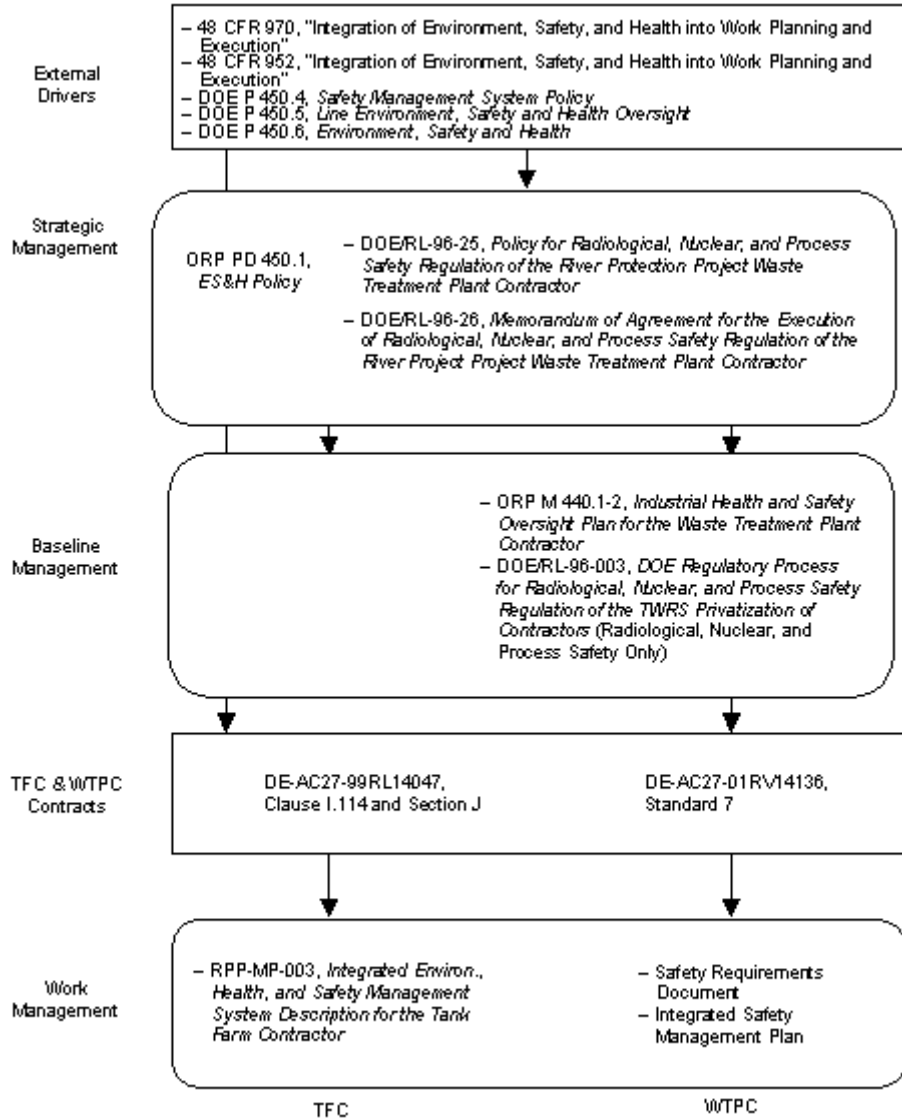 External
Drivers
– 48 CFR 970, "Integration of Environment, Safety, and Health into Work Planning and
Execution"
– 48 CFR 952, "Integration of Environment, Safety, and Health into Work Planning and
Execution"
– DOE P 450.4, Safety Management System Policy
– DOE P 450.5, Line Environment, Safety and Health Oversight
– DOE P 450.6, Environment, Safety and Health
Strategic
Management
ORP PD 450.1,
ES&H Policy
– DOE/RL-96-25, Policy for Radiological, Nuclear, and Process
Safety Regulation of the River Protection Project Waste
Treatment Plant Contractor
– DOE/RL-96-26, Memorandum of Agreement for the Execution
of Radiological, Nuclear, and Process Safety Regulation of the
River Project Project Waste Treatment Plant Contractor
Baseline
Management
– ORP M 440.1-2, Industrial Health and Safety
Oversight Plan for the Waste Treatment Plant
Contractor
– DOE/RL-96-003, DOE Regulatory Process
for Radiological, Nuclear, and Process Safety
Regulation of the TWRS Privatization of
Contractors (Radiological, Nuclear, and
Process Safety Only)
TFC & WTPC
Contracts
DE-AC27-99RL14047,
Clause I.114 and Section J
DE-AC27-01RV14136,
Standard 7
Work
Management
– RPP-MP-003, Integrated Environ.,
Health, and Safety Management
System Description for the Tank
Farm Contractor
– Safety Requirements
Document
– Integrated Safety
Management Plan
TFC
WTPC